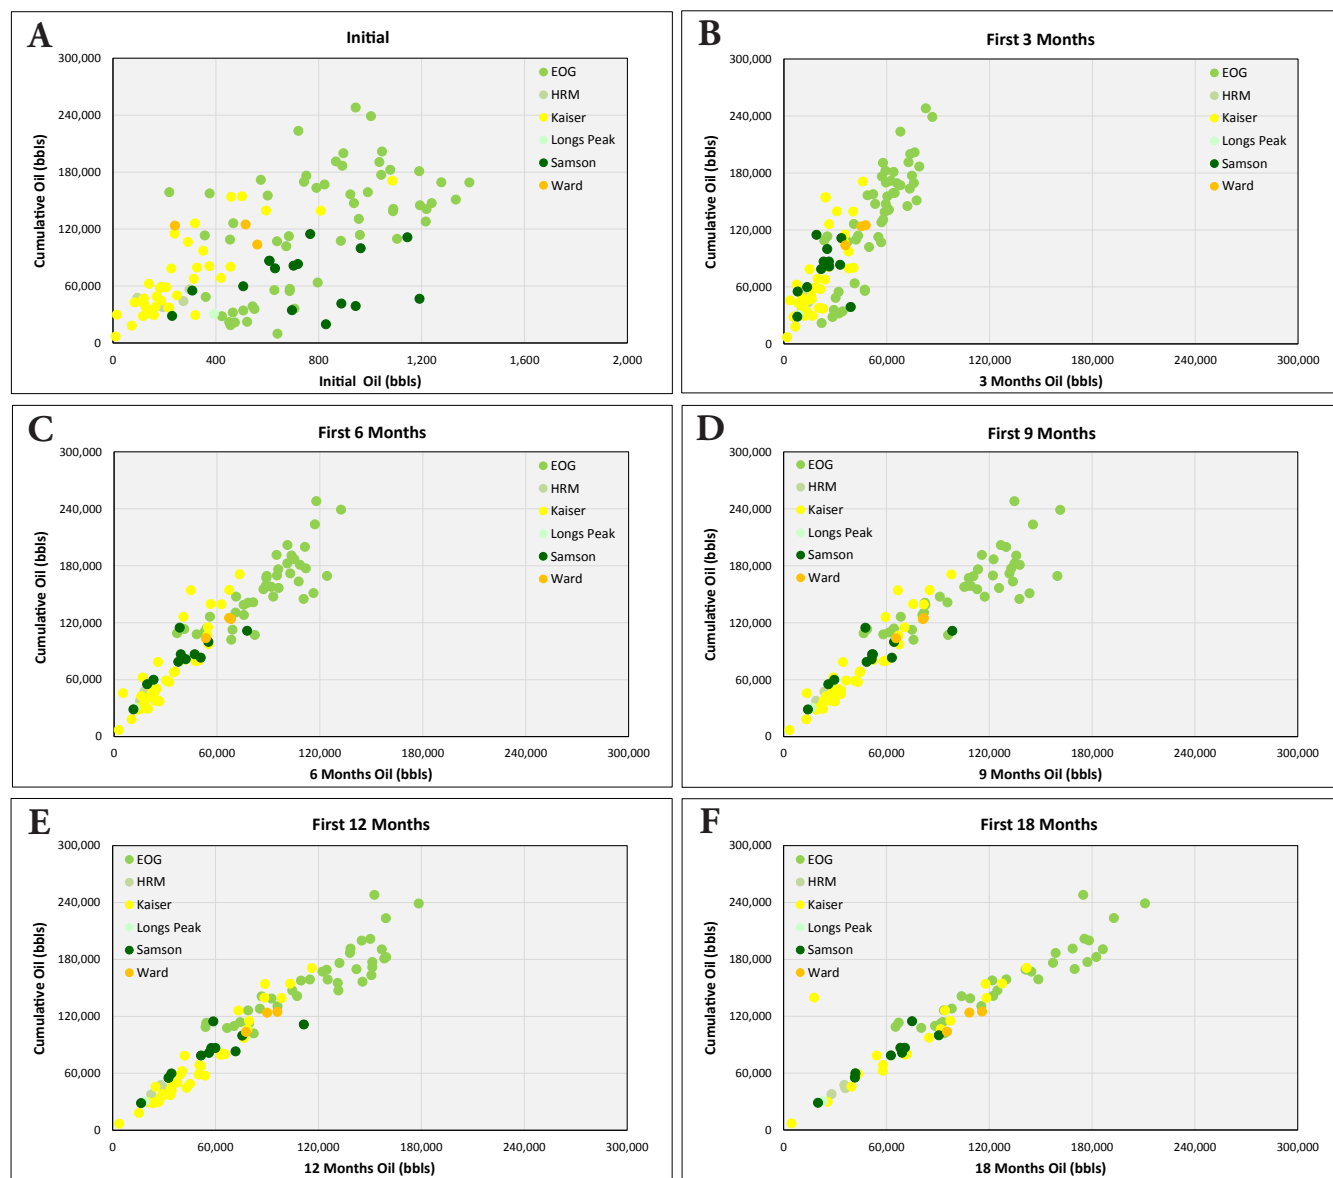 A
Initial
300,000
240,000
180,000
120,000
60,000
0
Cumulative Oil (bbls)
EOG
HRM
Kaiser
Longs Peak
Samson
Ward
0 400 800 1,200 1,600 2,000
Initial Oil (bbls)
B
First 3 Months
300,000
240,000
180,000
120,000
60,000
0
Cumulative Oil (bbls)
EOG
HRM
Kaiser
Longs Peak
Samson
Ward
0 60,000 120,000 180,000 240,000 300,000
3 Months Oil (bbls)
C
First 6 Months
300,000
240,000
180,000
120,000
60,000
0
Cumulative Oil (bbls)
EOG
HRM
Kaiser
Longs Peak
Samson
Ward
0 60,000 120,000 180,000 240,000 300,000
6 Months Oil (bbls)
D
First 9 Months
300,000
240,000
180,000
120,000
60,000
0
Cumulative Oil (bbls)
EOG
HRM
Kaiser
Longs Peak
Samson
Ward
0 60,000 120,000 180,000 240,000 300,000
9 Months Oil (bbls)
E
First 12 Months
300,000
240,000
180,000
120,000
60,000
0
Cumulative Oil (bbls)
EOG
HRM
Kaiser
Longs Peak
Samson
Ward
0 60,000 120,000 180,000 240,000 300,000
12 Months Oil (bbls)
F
First 18 Months
300,000
240,000
180,000
120,000
60,000
0
Cumulative Oil (bbls)
EOG
HRM
Kaiser
Longs Peak
Samson
Ward
0 60,000 120,000 180,000 240,000 300,000
18 Months Oil (bbls)